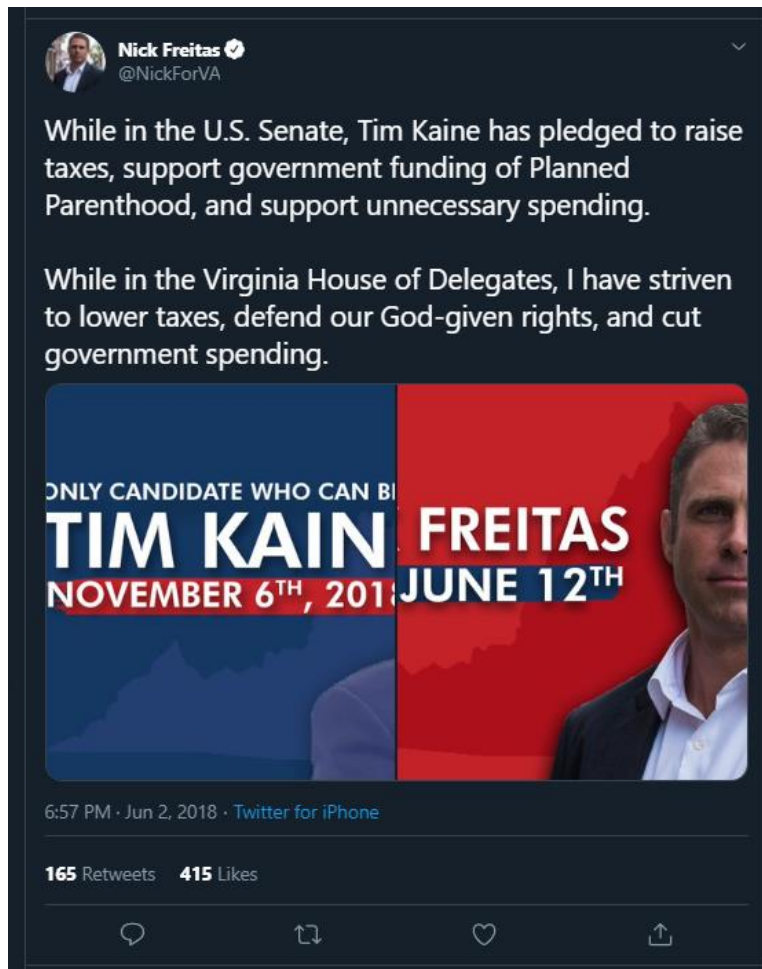 Nick Freitas
@NickForVA
While in the U.S. Senate, Tim Kaine has pledged to raise
taxes, support government funding of Planned
Parenthood, and support unnecessary spending.
While in the Virginia House of Delegates, I have striven
to lower taxes, defend our God-given rights, and cut
government spending.
ONLY CANDIDATE WHO CAN BE
TIM KAIN
NOVEMBER 6TH, 2018
FREITAS
JUNE 12TH
6:57 PM · Jun 2, 2018 · Twitter for iPhone
165 Retweets 415 Likes